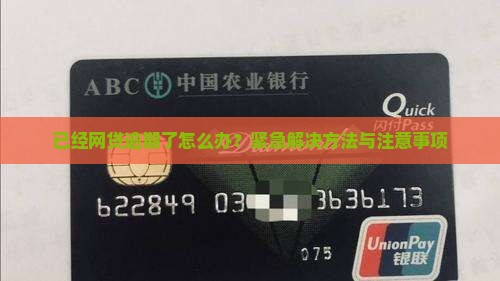 ABC 中国农业银行
Quick
闪付Pass
已经网贷逾期了怎么办？紧急解决方法与注意事项
622849 03 3636173
075
UnionPay
银联